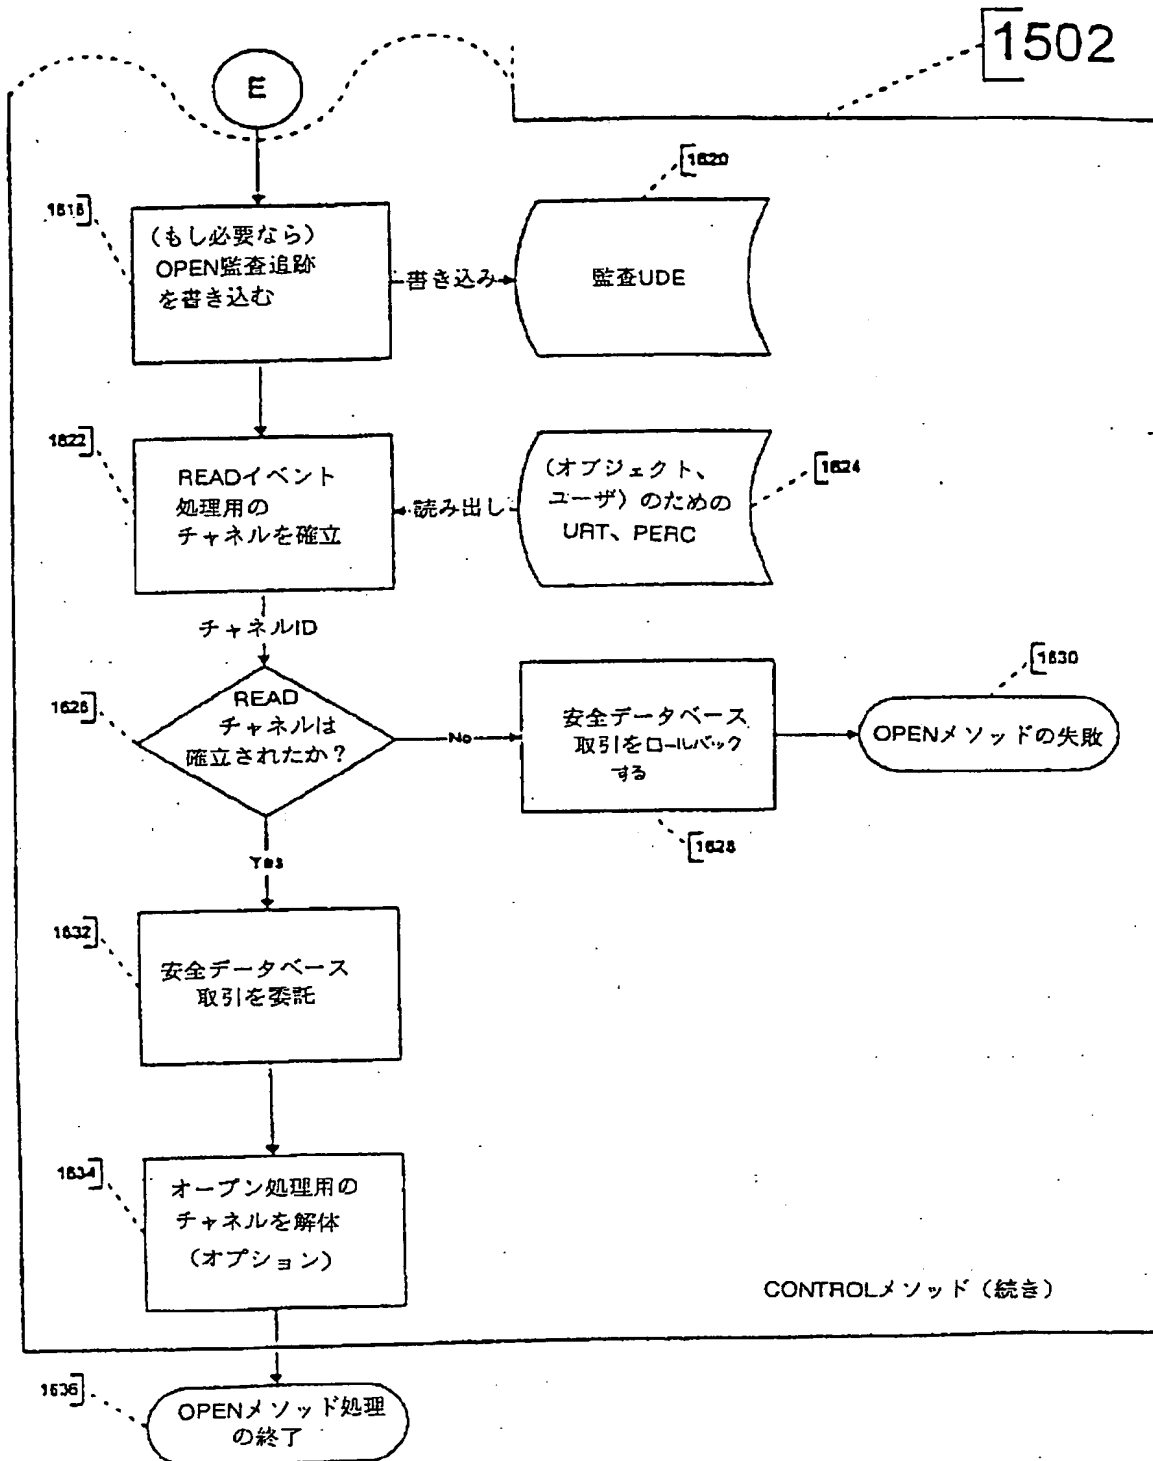 1502
E
1618
(もし必要なら)
OPEN監査追跡
を書き込む
書き込み
1620
監査UDE
1622
READイベント
処理用の
チャネルを確立
読み出し
(オブジェクト、
ユーザ)のための
URT、PERC
1624
チャネルID
1626
READ
チャネルは
確立されたか?
No
安全データベース
取引をロールバック
する
1628
1630
OPENメソッドの失敗
Yes
1632
安全データベース
取引を委託
1634
オープン処理用の
チャネルを解体
(オプション)
CONTROLメソッド(続き)
1636
OPENメソッド処理
の終了